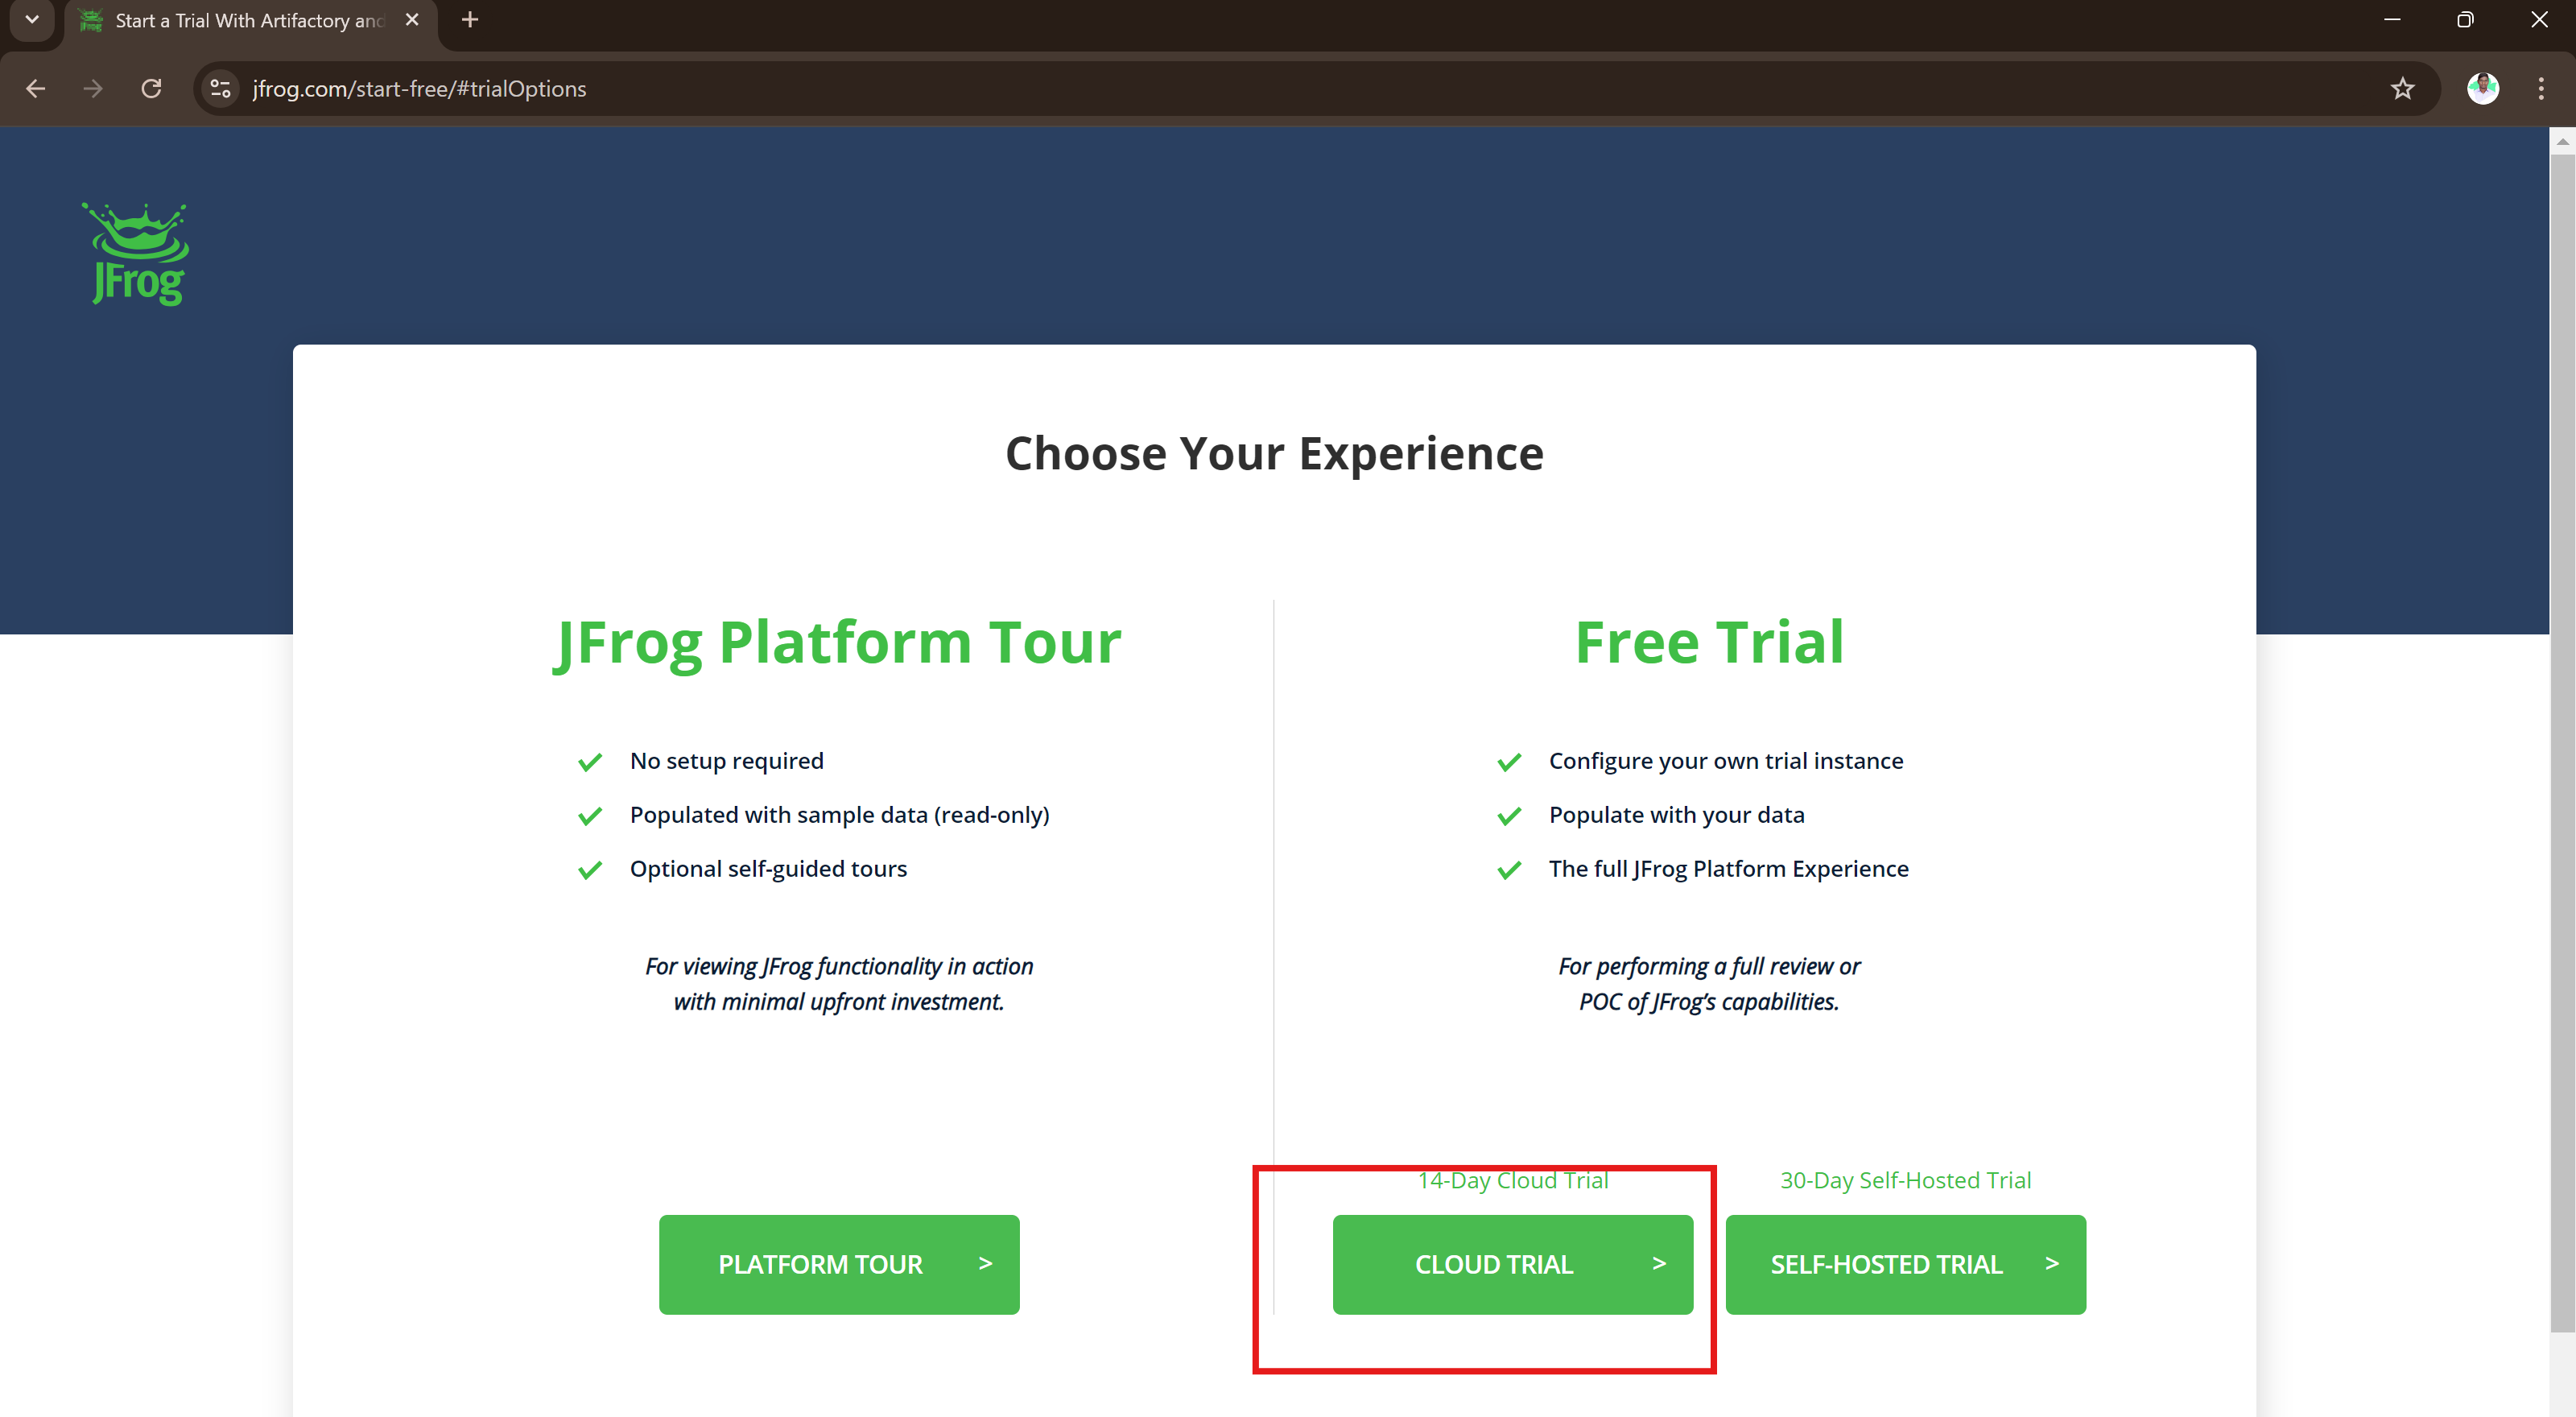 Start a Trial With Artifactory and
jfrog.com/start-free/#trialOptions
JFrog
Choose Your Experience
JFrog Platform Tour
No setup required
Populated with sample data (read-only)
Optional self-guided tours
For viewing JFrog functionality in action
with minimal upfront investment.
PLATFORM TOUR >
Free Trial
Configure your own trial instance
Populate with your data
The full JFrog Platform Experience
For performing a full review or
POC of JFrog’s capabilities.
14-Day Cloud Trial
CLOUD TRIAL >
30-Day Self-Hosted Trial
SELF-HOSTED TRIAL >